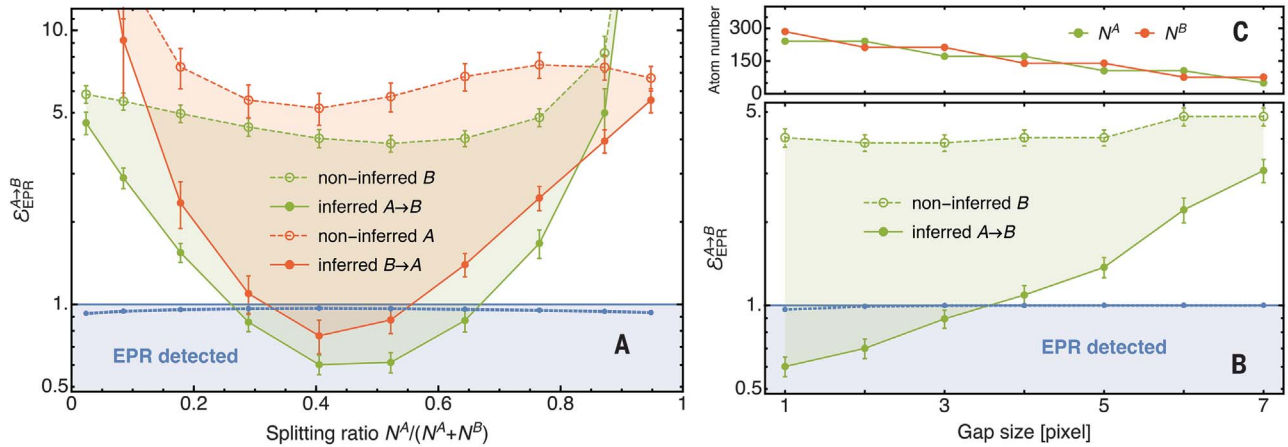 10.
5.
1.
0.5
ℰ_EPR^{A→B}
non−inferred B
inferred A→B
non−inferred A
inferred B→A
EPR detected
A
0
0.2
0.4
0.6
0.8
1
Splitting ratio N^A/(N^A+N^B)
300
150
0
Atom number
N^A
N^B
C
5.
1.
0.5
ℰ_EPR^{A→B}
non−inferred B
inferred A→B
EPR detected
B
1
3
5
7
Gap size [pixel]